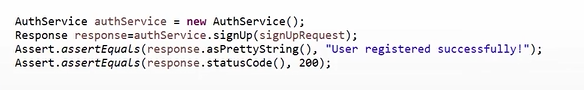 AuthService authService = new AuthService();
Response response=authService.signUp(signUpRequest);
Assert.assertEquals(response.asPrettyString(), "User registered successfully!");
Assert.assertEquals(response.statusCode(), 200);